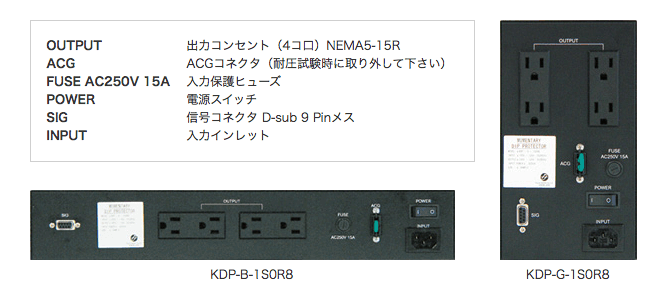 OUTPUT 出力コンセント（4コ口）NEMA5-15R
ACG ACGコネクタ（耐圧試験時に取り外して下さい）
FUSE AC250V 15A 入力保護ヒューズ
POWER 電源スイッチ
SIG 信号コネクタ D-sub 9 Pinメス
INPUT 入力インレット
OUTPUT
MOMENTARY
DIP PROTECTOR
ACG
FUSE
AC250V 15A
POWER
SIG
INPUT
KDP-G-1S0R8
SIG
OUTPUT
FUSE
AC250V 15A
ACG
POWER
INPUT
KDP-B-1S0R8